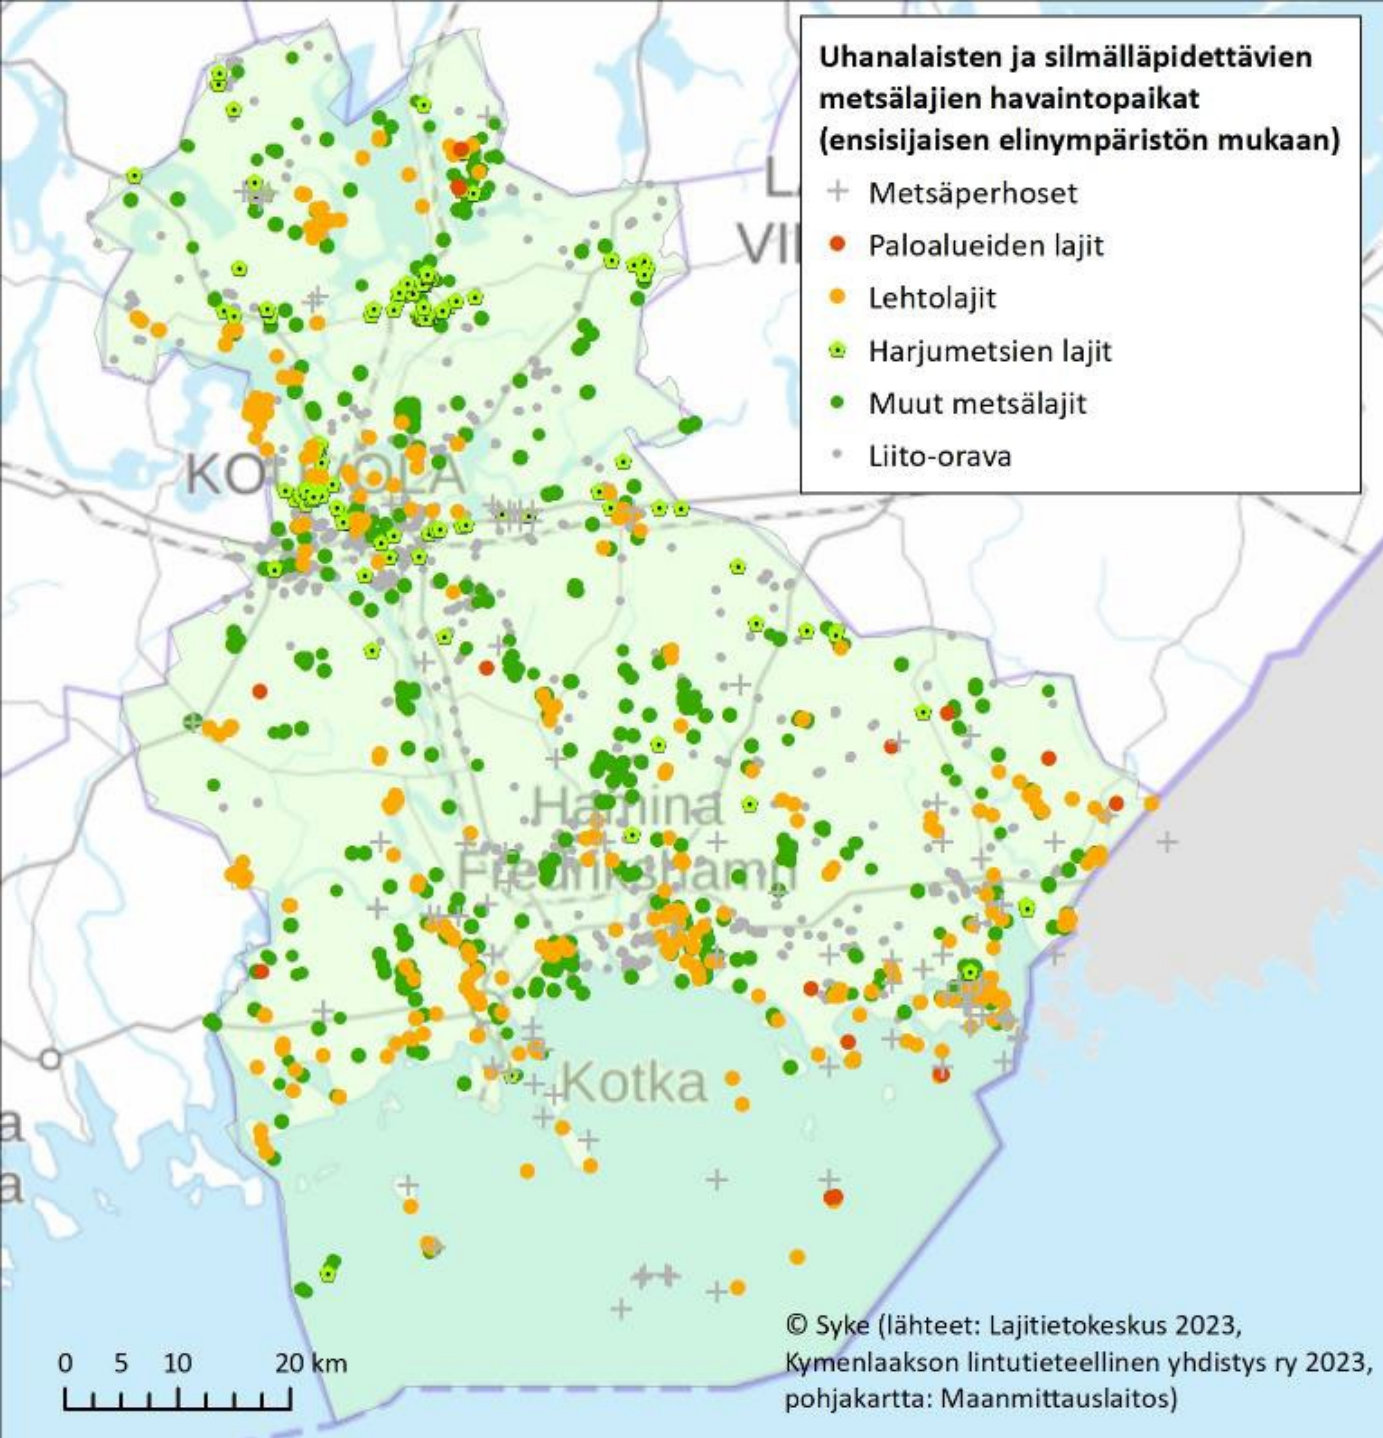 Uhanalaisten ja silmälläpidettävien
metsälajien havaintopaikat
(ensisijaisen elinympäristön mukaan)
Metsäperhoset
Paloalueiden lajit
Lehtolajit
Harjumetsien lajit
Muut metsälajit
Liito-orava
KOUVOLA
Hamina
Fredrikshamn
Kotka
a
a
0 5 10 20 km
© Syke (lähteet: Lajitietokeskus 2023,
Kymenlaakson lintutieteellinen yhdistys ry 2023,
pohjakartta: Maanmittauslaitos)